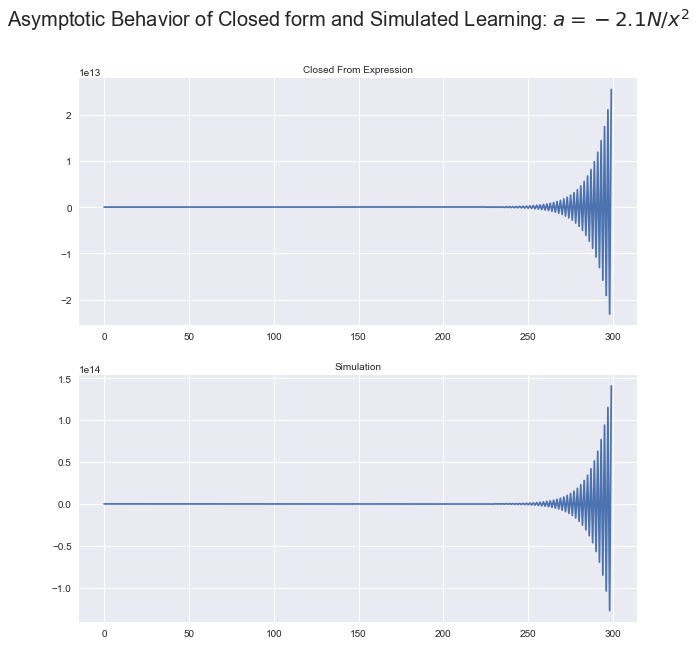 Asymptotic Behavior of Closed form and Simulated Learning: a = − 2.1N/x²
Closed From Expression
1e13
2
1
0
−1
−2
0 50 100 150 200 250 300
Simulation
1e14
1.5
1.0
0.5
0.0
−0.5
−1.0
0 50 100 150 200 250 300